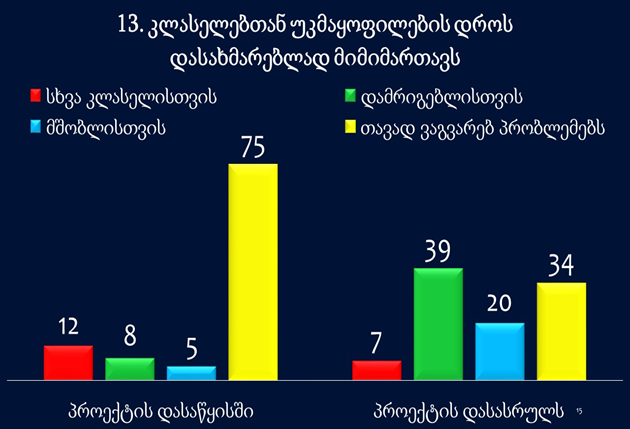 13. კლასელებთან უკმაყოფილების დროს
დასახმარებლად მიმიმართავს
სხვა კლასელისთვის
დამრიგებლისთვის
მშობლისთვის
თავად ვაგვარებ პრობლემებს
12
8
5
75
7
39
20
34
პროექტის დასაწყისში
პროექტის დასასრულს
15